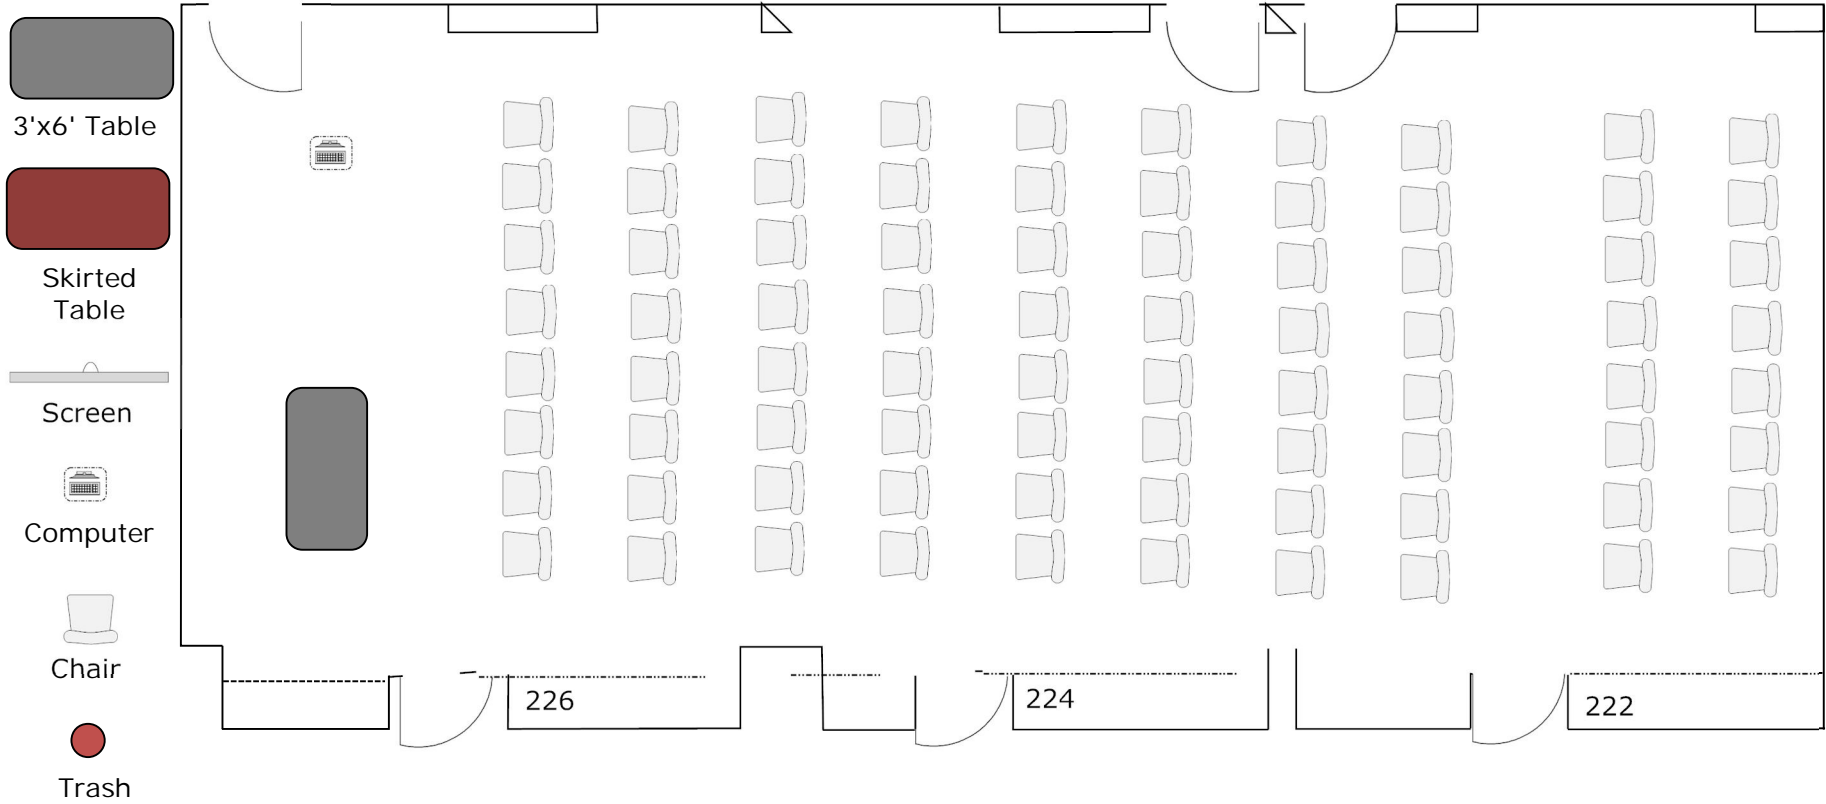 3'x6' Table
Skirted
Table
Screen
Computer
Chair
Trash
226
224
222